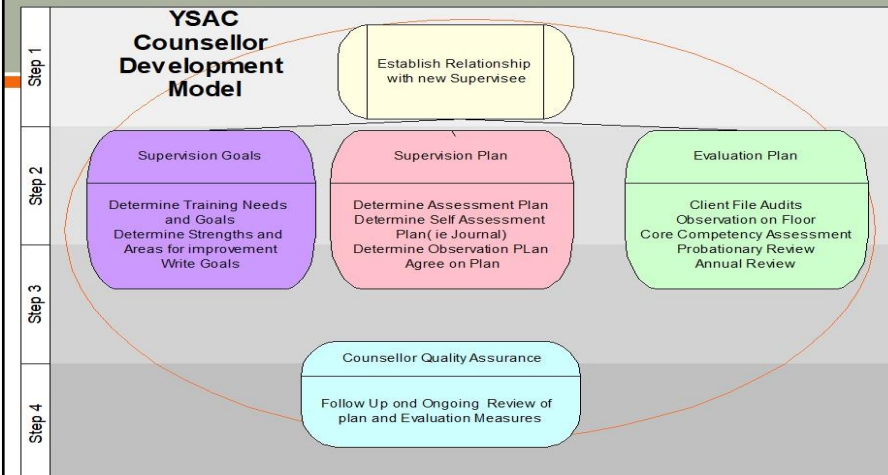 YSAC
Counsellor
Development
Model
Step 1
Establish Relationship
with new Supervisee
Step 2
Supervision Goals
Determine Training Needs
and Goals
Determine Strengths and
Areas for improvement
Write Goals
Supervision Plan
Determine Assessment Plan
Determine Self Assessment
Plan( ie Journal)
Determine Observation PLan
Agree on Plan
Evaluation Plan
Client File Audits
Observation on Floor
Core Competency Assessment
Probationary Review
Annual Review
Step 3
Step 4
Counsellor Quality Assurance
Follow Up ond Ongoing Review of
plan and Evaluation Measures